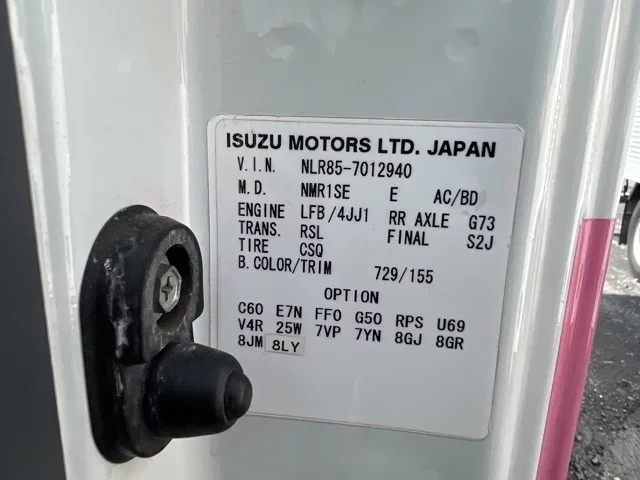 ISUZU MOTORS LTD. JAPAN
V.I.N. NLR85-7012940
M.D. NMR1SE E AC/BD
ENGINE LFB/4JJ1 RR AXLE G73
TRANS. RSL FINAL S2J
TIRE CSQ
B.COLOR/TRIM 729/155
OPTION
C60 E7N FF0 G50 RPS U69
V4R 25W 7VP 7YN 8GJ 8GR
8JM 8LY